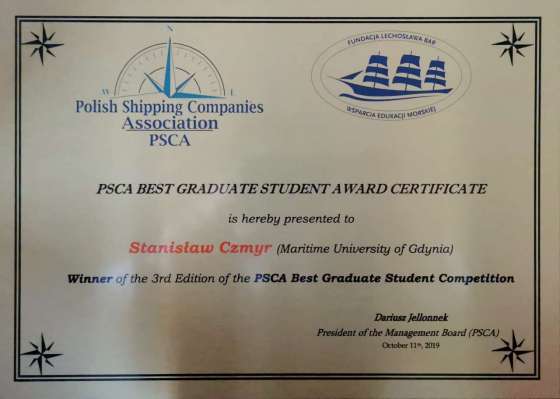 N
W E
Polish Shipping Companies
Association
PSCA
FUNDACJA LECHOSŁAWA BAR
WSPARCIA EDUKACJI MORSKIEJ
PSCA BEST GRADUATE STUDENT AWARD CERTIFICATE
is hereby presented to
Stanisław Czmyr (Maritime University of Gdynia)
Winner of the 3rd Edition of the PSCA Best Graduate Student Competition
Dariusz Jellonnek
President of the Management Board (PSCA)
October 11th, 2019